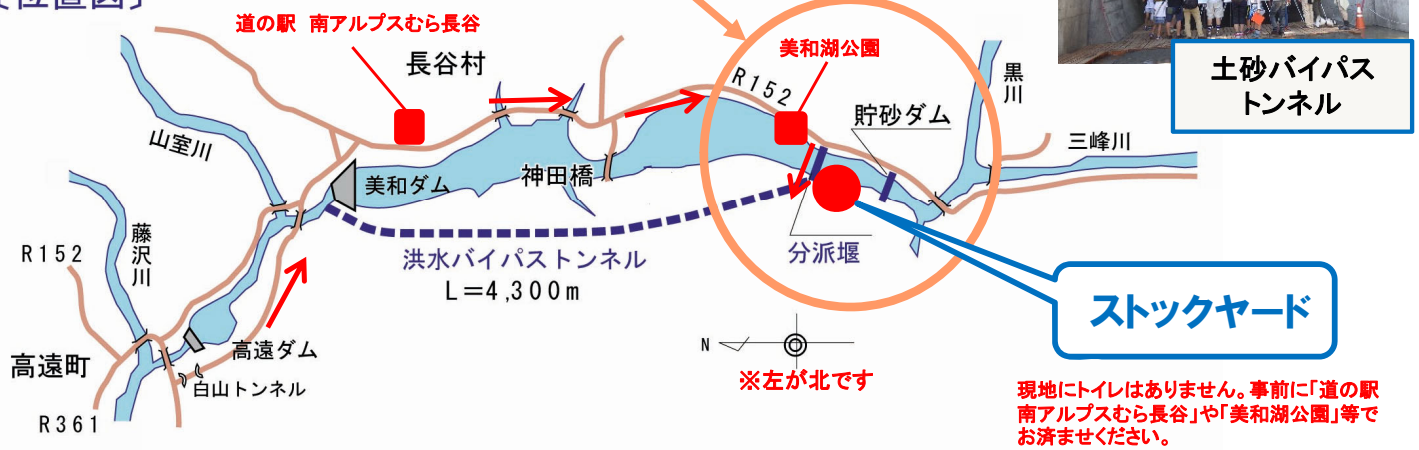 [位置図]
道の駅 南アルプスむら長谷
長谷村
美和湖公園
R152
黒川
土砂バイパス
トンネル
貯砂ダム
三峰川
山室川
美和ダム
神田橋
藤沢川
R152
洪水バイパストンネル
L=4,300m
分派堰
ストックヤード
高遠町
高遠ダム
白山トンネル
R361
N
※左が北です
現地にトイレはありません。事前に「道の駅
南アルプスむら長谷」や「美和湖公園」等で
お済ませください。